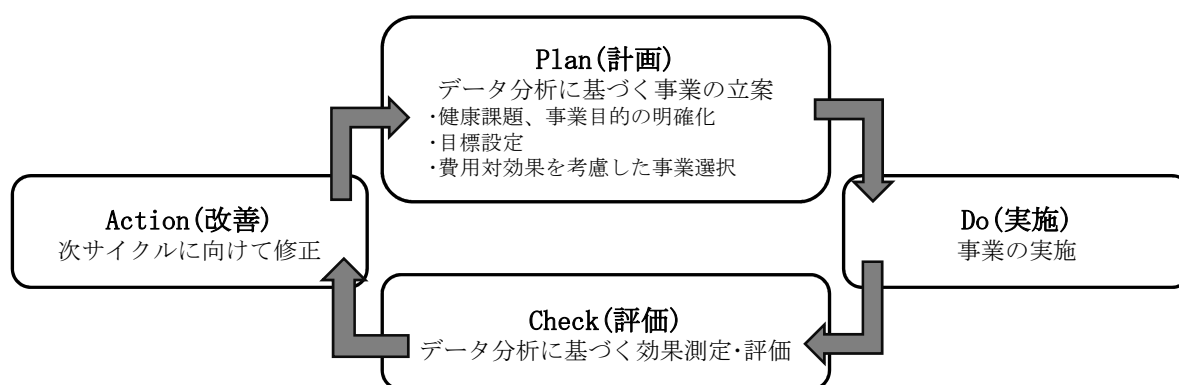 Plan(計画)
データ分析に基づく事業の立案
･健康課題、事業目的の明確化
･目標設定
･費用対効果を考慮した事業選択
Action(改善)
次サイクルに向けて修正
Do(実施)
事業の実施
Check(評価)
データ分析に基づく効果測定･評価